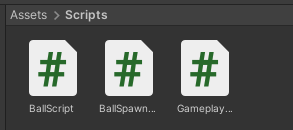 Assets > Scripts
#
#
#
BallScript
BallSpawn...
Gameplay...